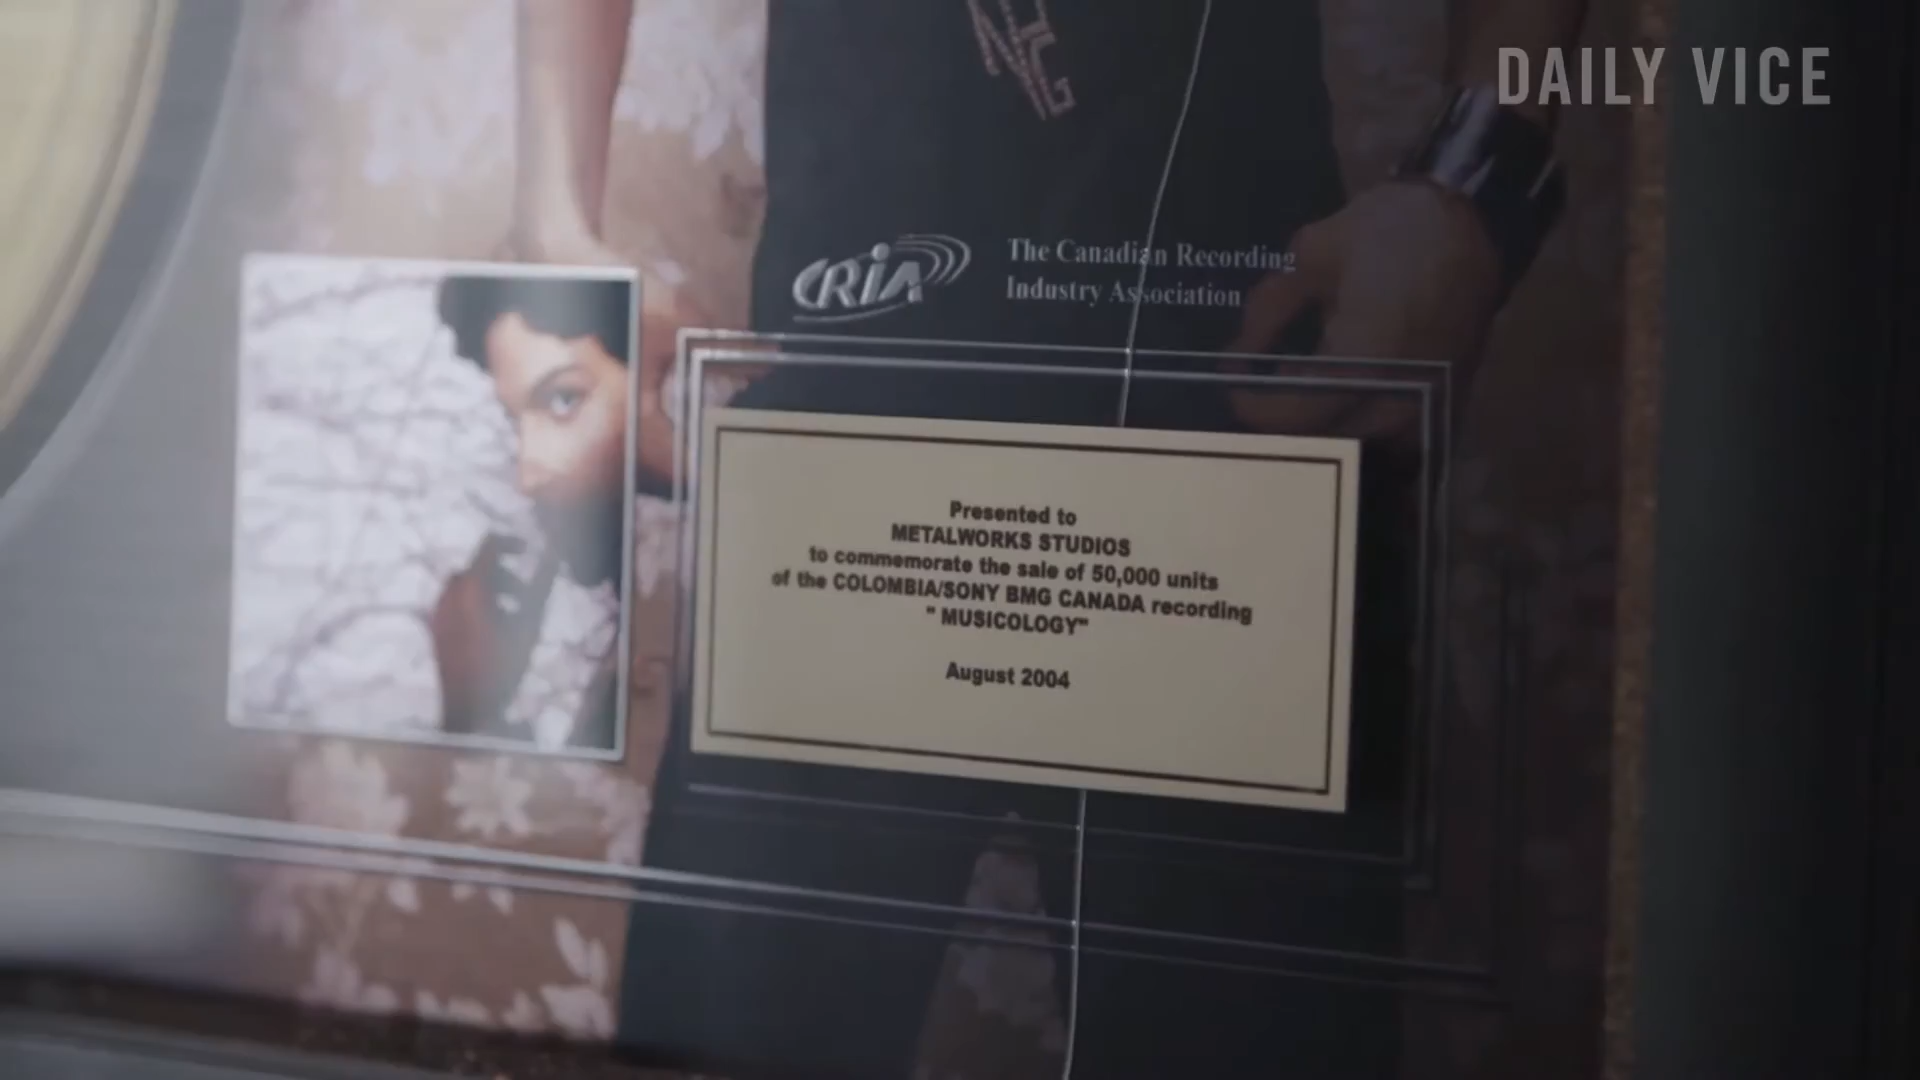 DAILY VICE
CRIA
The Canadian Recording
Industry Association
Presented to
METALWORKS STUDIOS
to commemorate the sale of 50,000 units
of the COLOMBIA/SONY BMG CANADA recording
" MUSICOLOGY"
August 2004